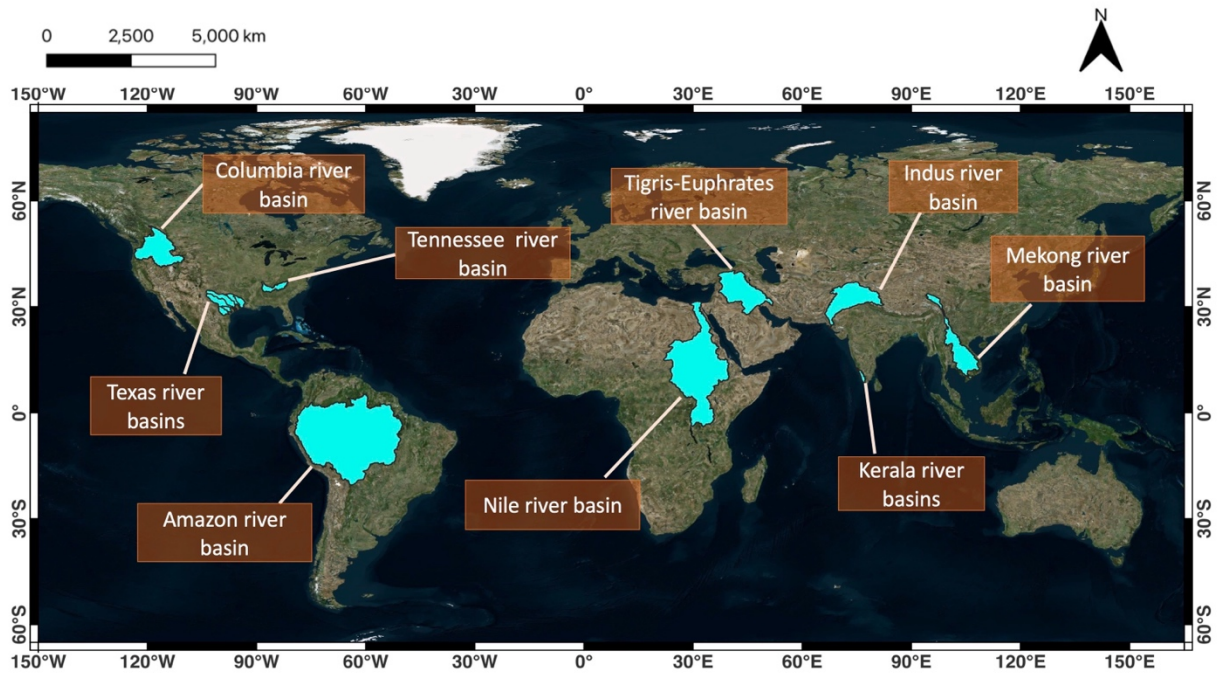 N
0 2,500 5,000 km
150°W 120°W 90°W 60°W 30°W 0° 30°E 60°E 90°E 120°E 150°E
60°N 60°N
Columbia river
basin
Tennessee river
basin
Tigris-Euphrates
river basin
Indus river
basin
Mekong river
basin
30°N 30°N
Texas river
basins
0° 0°
Amazon river
basin
Nile river basin
Kerala river
basins
30°S 30°S
60°S 60°S
150°W 120°W 90°W 60°W 30°W 0° 30°E 60°E 90°E 120°E 150°E